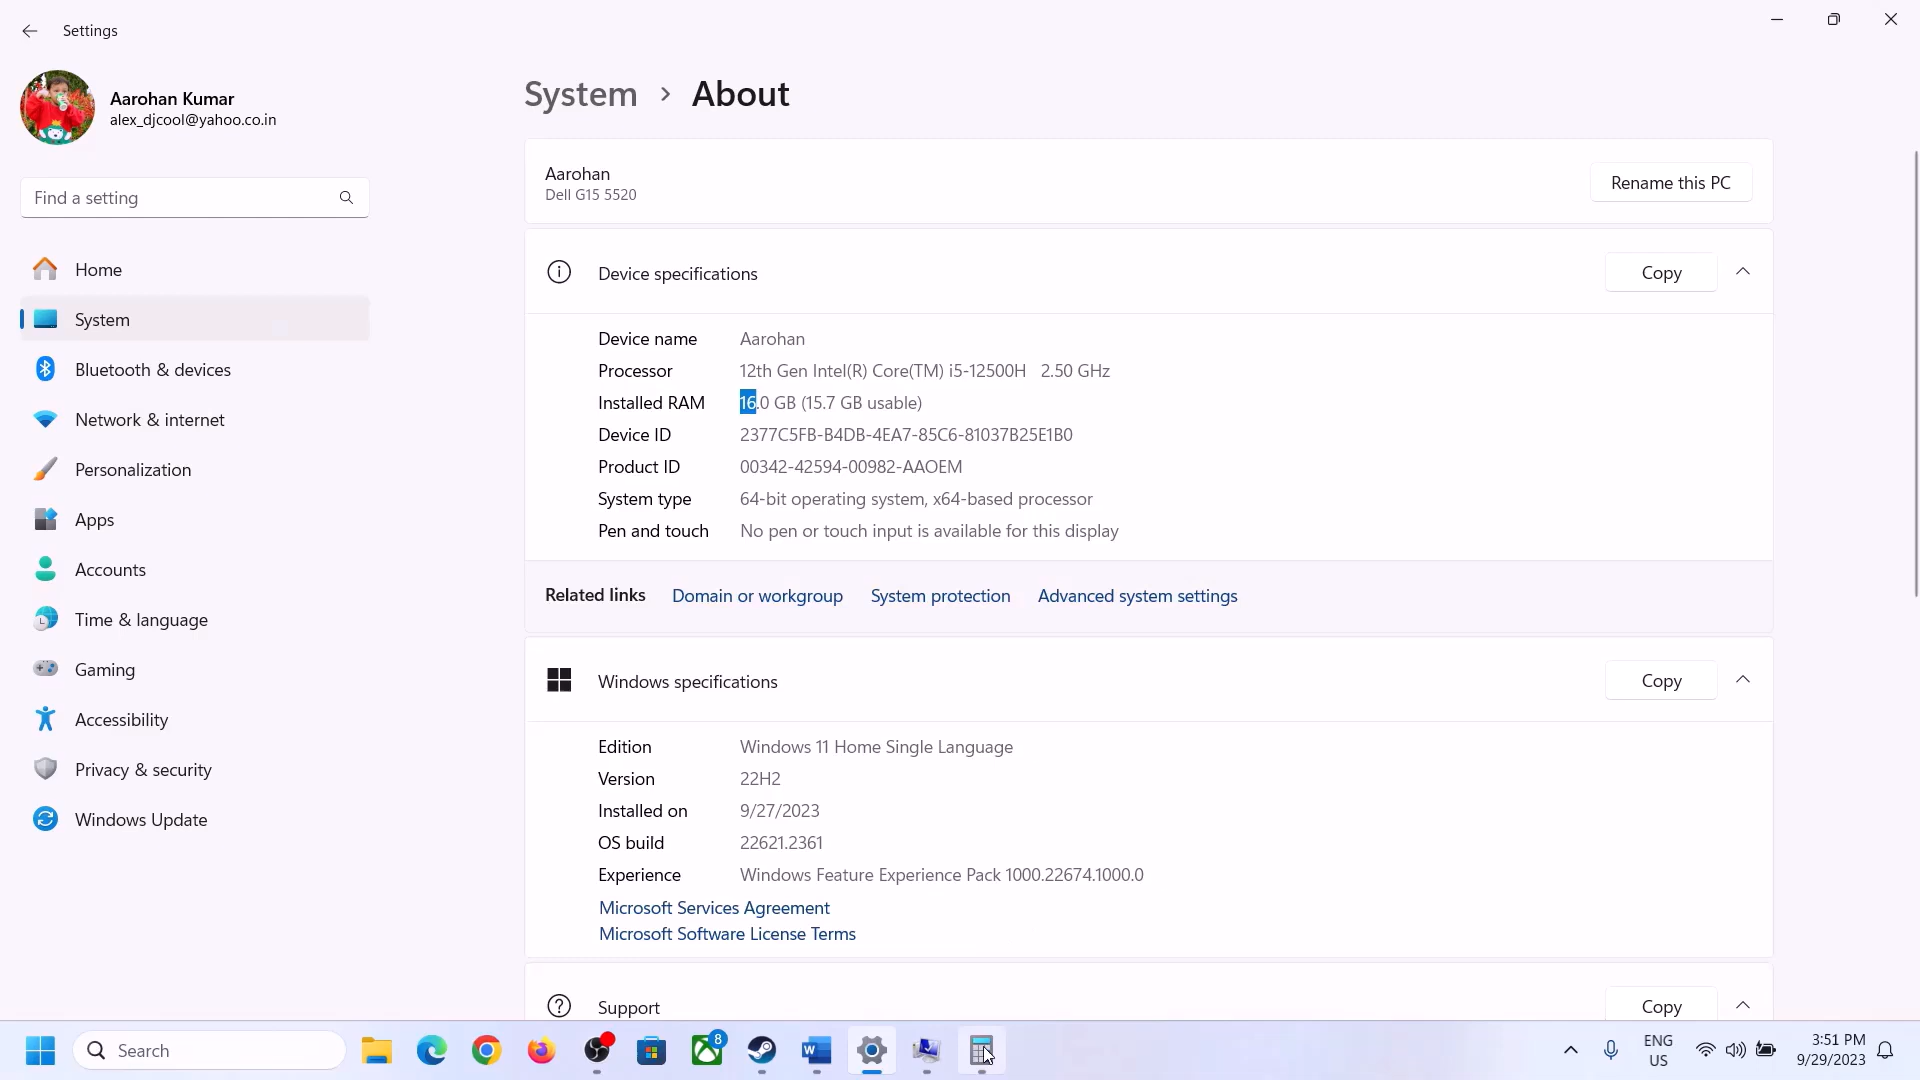 Settings
Aarohan Kumar
alex_djcool@yahoo.co.in
Find a setting
Home
System
Bluetooth & devices
Network & internet
Personalization
Apps
Accounts
Time & language
Gaming
Accessibility
Privacy & security
Windows Update
System > About
Aarohan
Dell G15 5520
Rename this PC
Device specifications
Copy
Device name Aarohan
Processor 12th Gen Intel(R) Core(TM) i5-12500H 2.50 GHz
Installed RAM 16.0 GB (15.7 GB usable)
Device ID 2377C5FB-B4DB-4EA7-85C6-81037B25E1B0
Product ID 00342-42594-00982-AAOEM
System type 64-bit operating system, x64-based processor
Pen and touch No pen or touch input is available for this display
Related links Domain or workgroup System protection Advanced system settings
Windows specifications
Copy
Edition Windows 11 Home Single Language
Version 22H2
Installed on 9/27/2023
OS build 22621.2361
Experience Windows Feature Experience Pack 1000.22674.1000.0
Microsoft Services Agreement
Microsoft Software License Terms
Support
Copy
Search
8
ENG
US
3:51 PM
9/29/2023